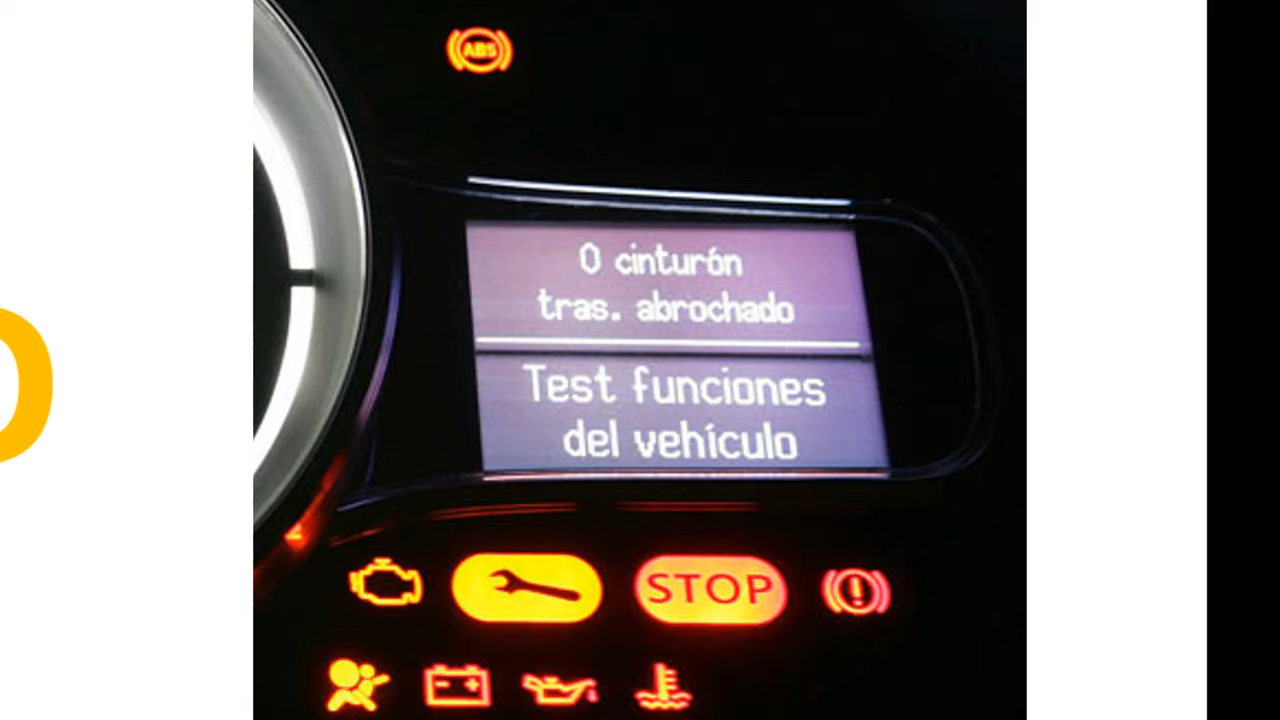 ABS
0 cinturón
tras. abrochado
Test funciones
del vehículo
STOP